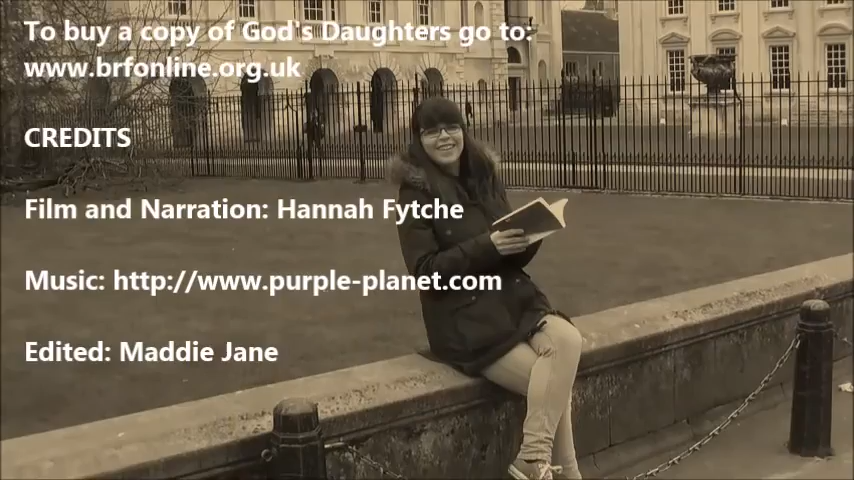 To buy a copy of God's Daughters go to:
www.brfonline.org.uk
CREDITS
Film and Narration: Hannah Fytche
Music: http://www.purple-planet.com
Edited: Maddie Jane